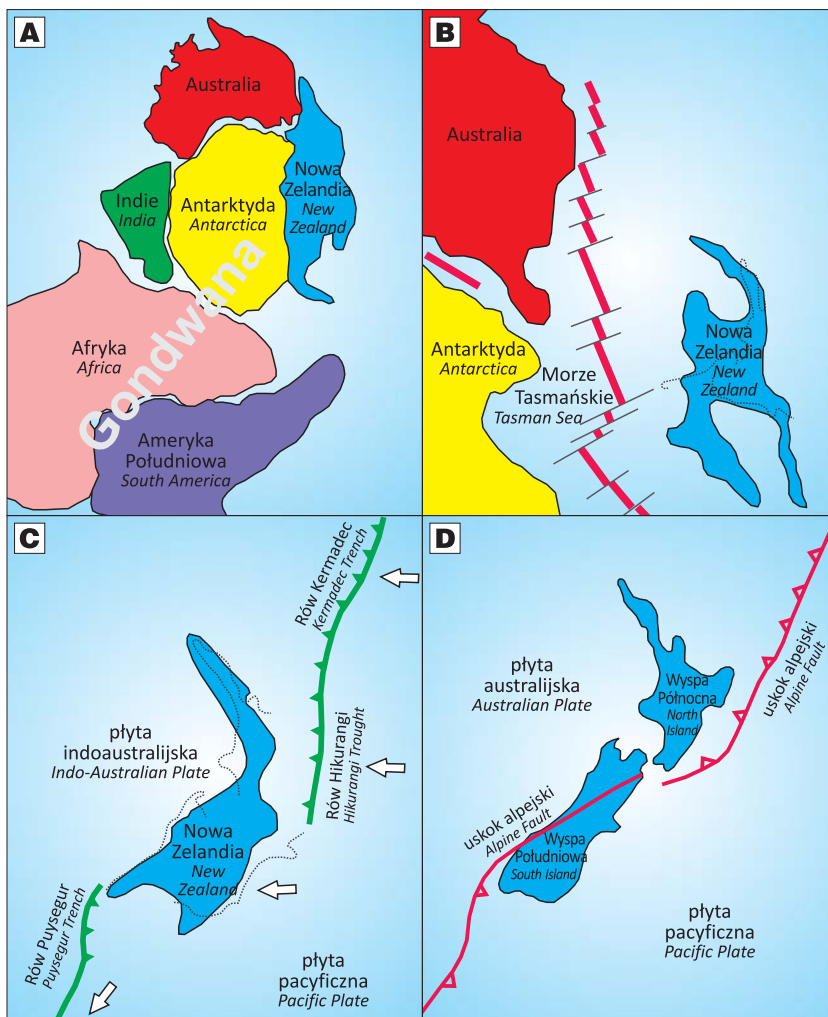 A
Australia
Indie
India
Antarktyda
Antarctica
Nowa
Zelandia
New
Zealand
Gondwana
Afryka
Africa
Ameryka
Południowa
South America
B
Australia
Antarktyda
Antarctica
Morze
Tasmańskie
Tasman Sea
Nowa
Zelandia
New
Zegland
C
Rów Kermadec
Kermadec Trench
płyta
indoaustralijska
Indo-Australian Plate
Rów Hikurangi
Hikurangi Trought
Nowa
Zelandia
New
Zealand
Rów Puysegur
Puysegur Trench
płyta
pacyficzna
Pacific Plate
D
płyta
australijska
Australian Plate
Wyspa
Północna
North
Island
uskok alpejski
Alpine Fault
uskok alpejski
Alpine Fault
Wyspa
Południowa
South Island
płyta
pacyficzna
Pacific Plate